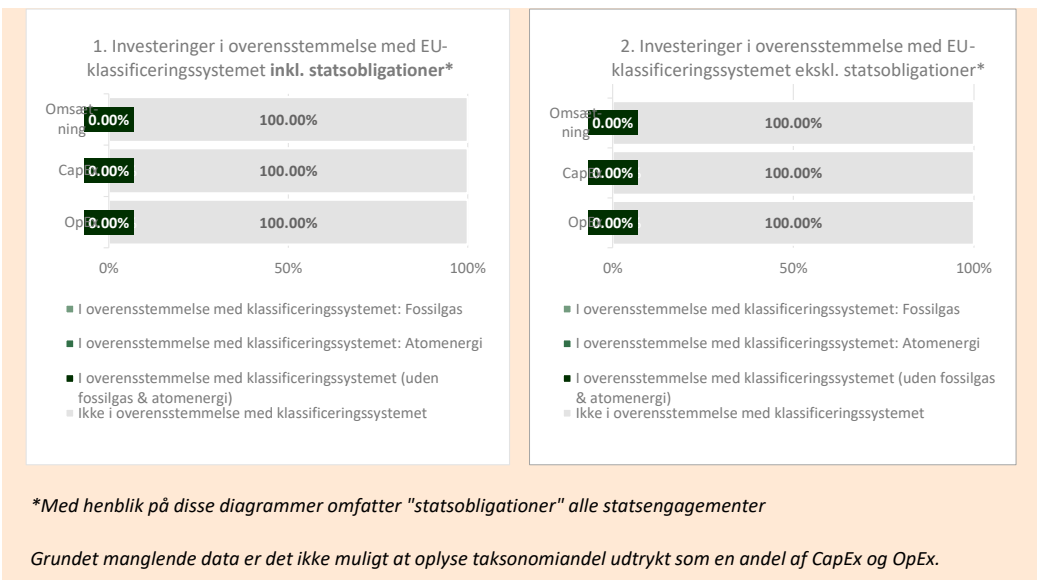 1. Investeringer i overensstemmelse med EU-
klassificeringssystemet inkl. statsobligationer*
Omsæt-
ning
0.00%
100.00%
CapEx
0.00%
100.00%
OpEx
0.00%
100.00%
0%
50%
100%
I overensstemmelse med klassificeringssystemet: Fossilgas
I overensstemmelse med klassificeringssystemet: Atomenergi
I overensstemmelse med klassificeringssystemet (uden
fossilgas & atomenergi)
Ikke i overensstemmelse med klassificeringssystemet
2. Investeringer i overensstemmelse med EU-
klassificeringssystemet ekskl. statsobligationer*
Omsæt-
ning
0.00%
100.00%
CapEx
0.00%
100.00%
OpEx
0.00%
100.00%
0%
50%
100%
I overensstemmelse med klassificeringssystemet: Fossilgas
I overensstemmelse med klassificeringssystemet: Atomenergi
I overensstemmelse med klassificeringssystemet (uden fossilgas
& atomenergi)
Ikke i overensstemmelse med klassificeringssystemet
*Med henblik på disse diagrammer omfatter "statsobligationer" alle statsengagementer
Grundet manglende data er det ikke muligt at oplyse taksonomiandel udtrykt som en andel af CapEx og OpEx.